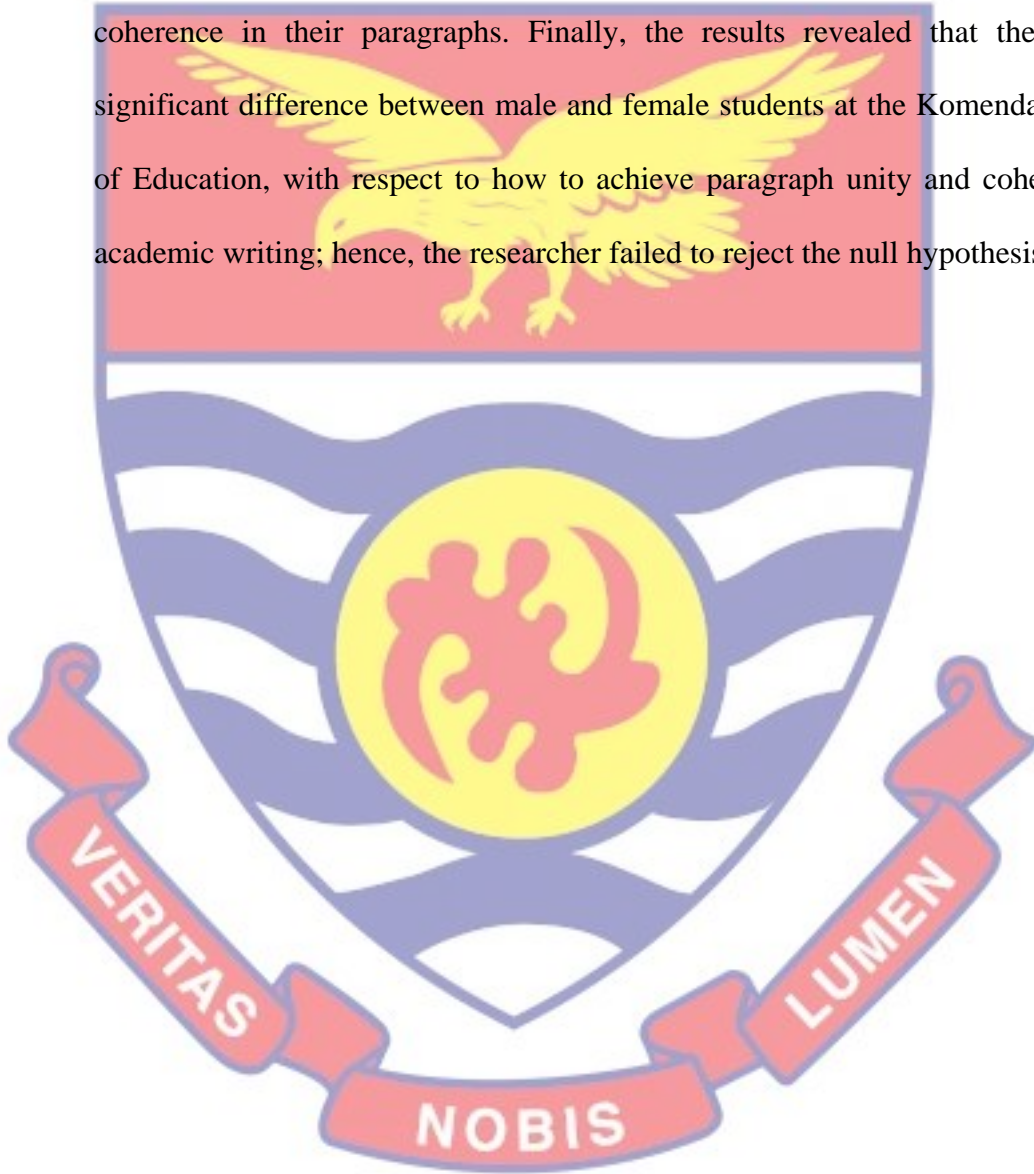 coherence in their paragraphs. Finally, the results revealed that the
significant difference between male and female students at the Komenda
of Education, with respect to how to achieve paragraph unity and cohe
academic writing; hence, the researcher failed to reject the null hypothesis
VERITAS
NOBIS
LUMEN